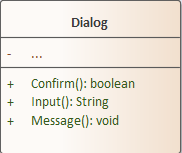 Dialog
- ...
+ Confirm(): boolean
+ Input(): String
+ Message(): void